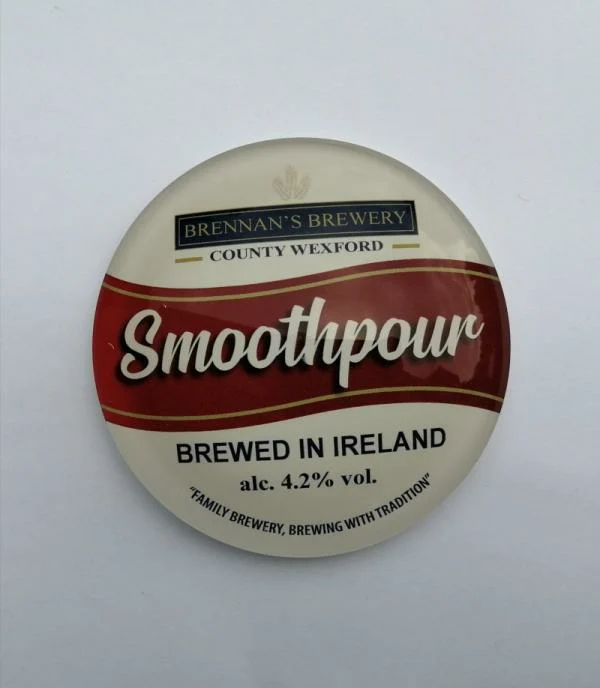 BRENNAN'S BREWERY
COUNTY WEXFORD
Smoothpour
BREWED IN IRELAND
alc. 4.2% vol.
"FAMILY BREWERY, BREWING WITH TRADITION"